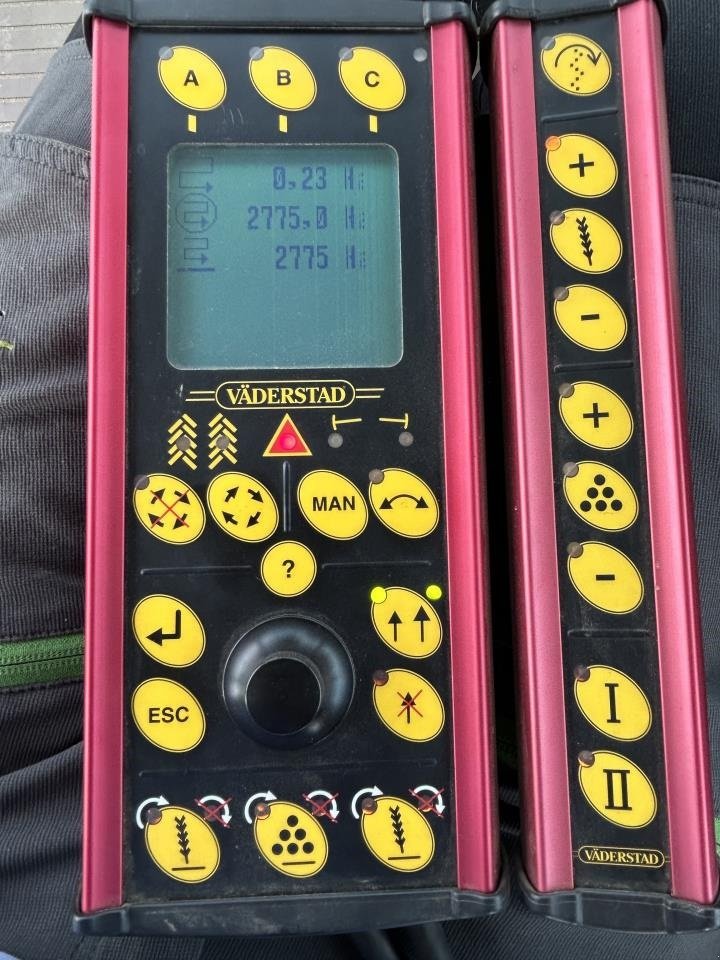 A B C
0,23 Ha
2775,0 Ha
2775 Ha
VÄDERSTAD
MAN
?
ESC
+
-
+
-
I
II
VÄDERSTAD